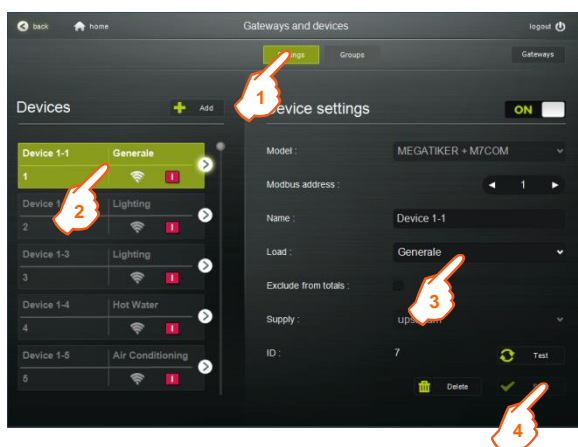 back home Gateways and devices logout
Groups Gateways
1
Devices Add Device settings ON
Device 1-1 Generale
1 I
Model : MEGATIKER + M7COM
Modbus address : 1
Lighting
2 I
2
Name : Device 1-1
Device 1-3 Lighting
3 I
Load : Generale
Exclude from totals :
3
Device 1-4 Hot Water
4 I
Supply :
Device 1-5 Air Conditioning
5 I
ID : 7 Test
Delete
4